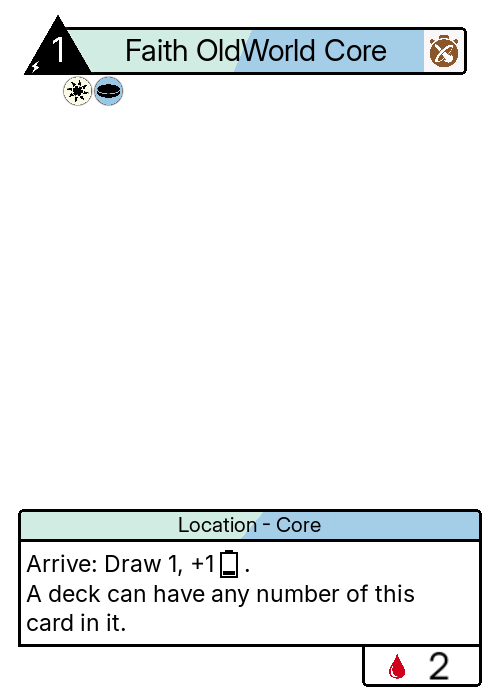 1 Faith OldWorld Core
Location - Core
Arrive: Draw 1, +1 .
A deck can have any number of this
card in it.
2